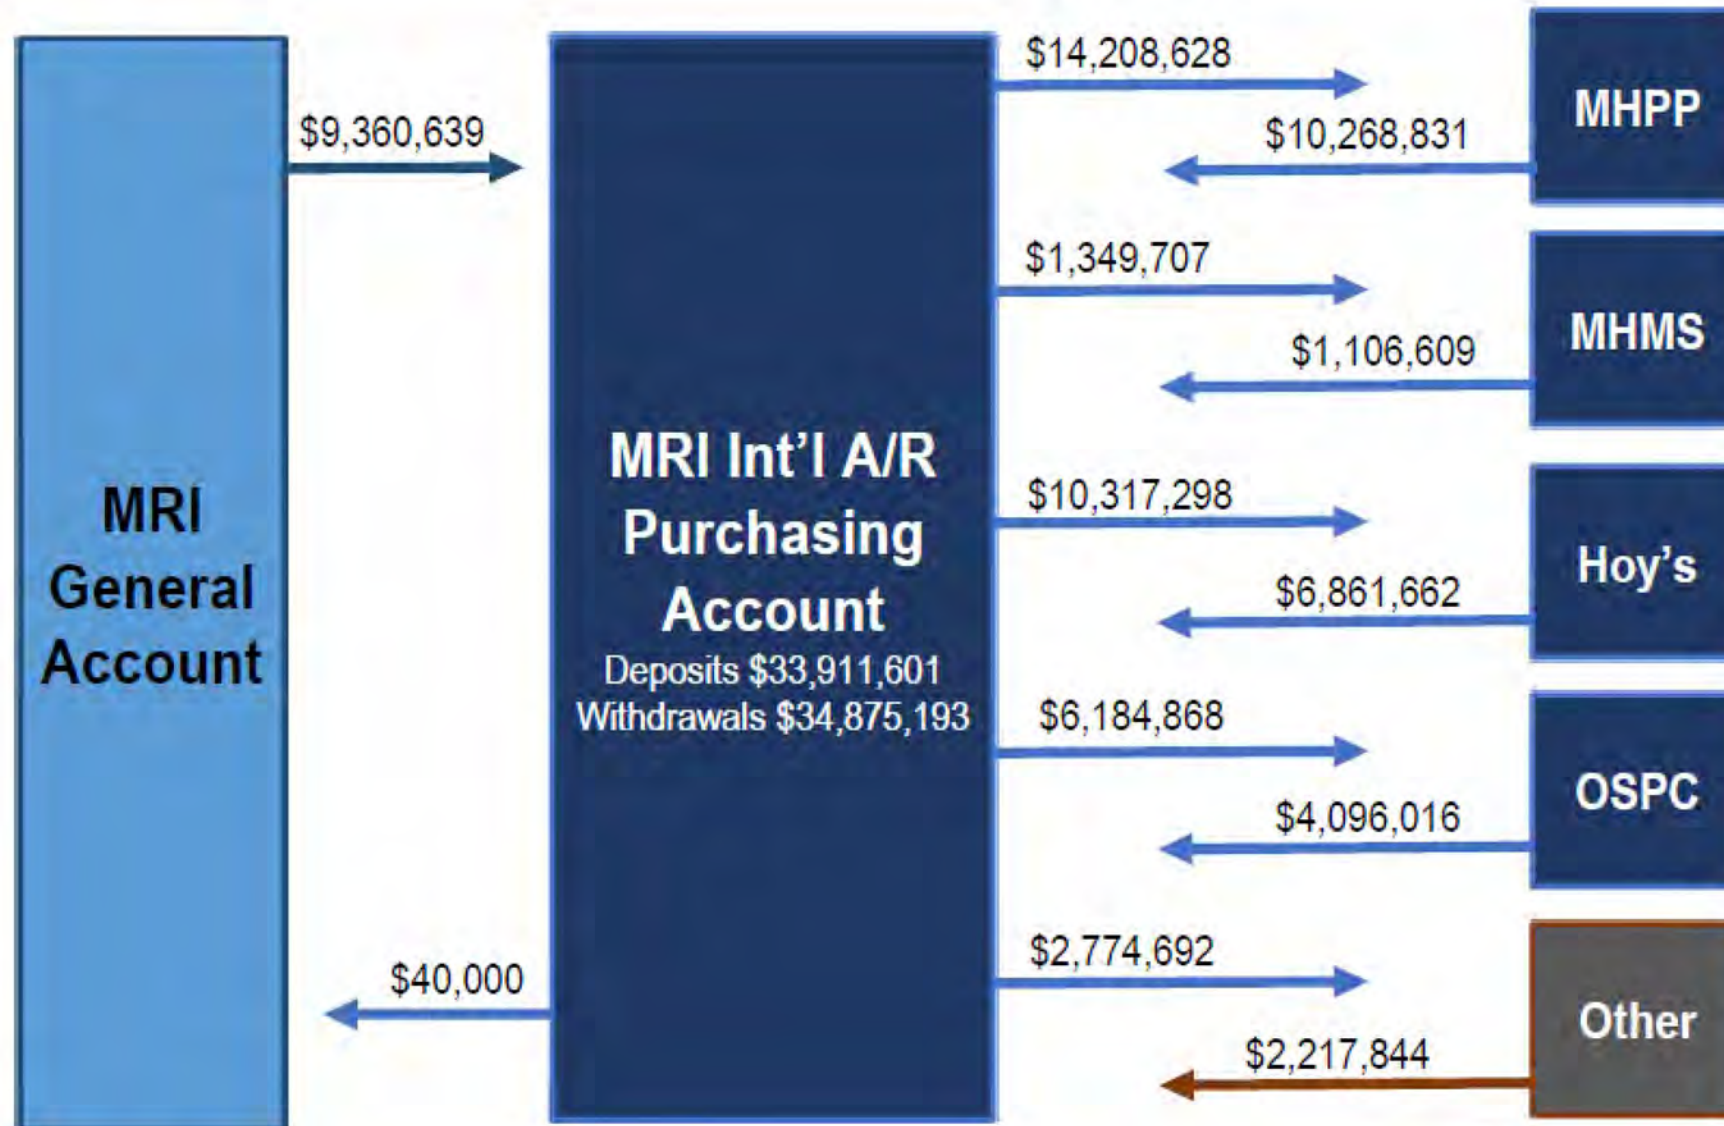 MRI
General
Account
$9,360,639
$40,000
MRI Int'l A/R
Purchasing
Account
Deposits $33,911,601
Withdrawals $34,875,193
$14,208,628
$10,268,831
MHPP
$1,349,707
$1,106,609
MHMS
$10,317,298
$6,861,662
Hoy's
$6,184,868
$4,096,016
OSPC
$2,774,692
$2,217,844
Other